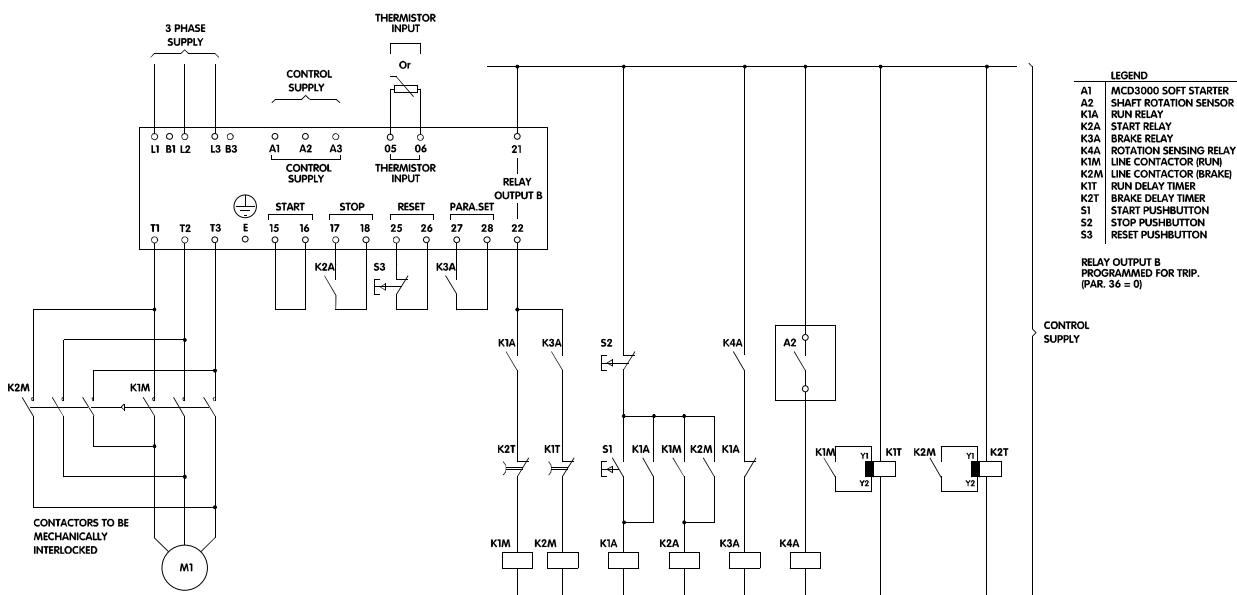 3 PHASE
SUPPLY
THERMISTOR
INPUT
Or
CONTROL
SUPPLY
L1 B1 L2 L3 B3 A1 A2 A3 05 06 21
CONTROL
SUPPLY
THERMISTOR
INPUT
RELAY
OUTPUT B
START STOP RESET PARA.SET
T1 T2 T3 E 15 16 17 18 25 26 27 28 22
K2A S3 K3A
LEGEND
A1 MCD3000 SOFT STARTER
A2 SHAFT ROTATION SENSOR
K1A RUN RELAY
K2A START RELAY
K3A BRAKE RELAY
K4A ROTATION SENSING RELAY
K1M LINE CONTACTOR (RUN)
K2M LINE CONTACTOR (BRAKE)
K1T RUN DELAY TIMER
K2T BRAKE DELAY TIMER
S1 START PUSHBUTTON
S2 STOP PUSHBUTTON
S3 RESET PUSHBUTTON
RELAY OUTPUT B
PROGRAMMED FOR TRIP.
(PAR. 36 = 0)
CONTROL
SUPPLY
K1A K3A S2 K4A A2
K2M K1M
K2T K1T S1 K1A K1M K2M K1A K1M Y1 K1T K2M Y1 K2T
Y2 Y2
CONTACTORS TO BE
MECHANICALLY
INTERLOCKED
M1
K1M K2M K1A K2A K3A K4A